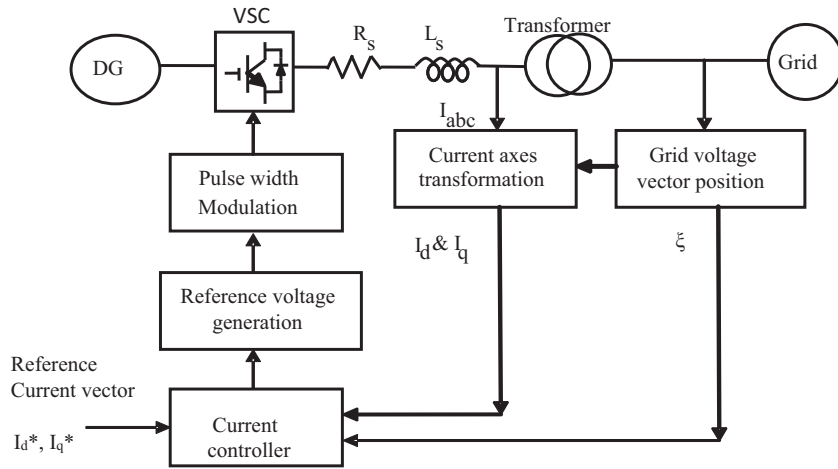 VSC
R_s
L_s
Transformer
DG
Grid
I_abc
Pulse width
Modulation
Current axes
transformation
Grid voltage
vector position
I_d & I_q
ξ
Reference voltage
generation
Reference
Current vector
I_d*, I_q*
Current
controller